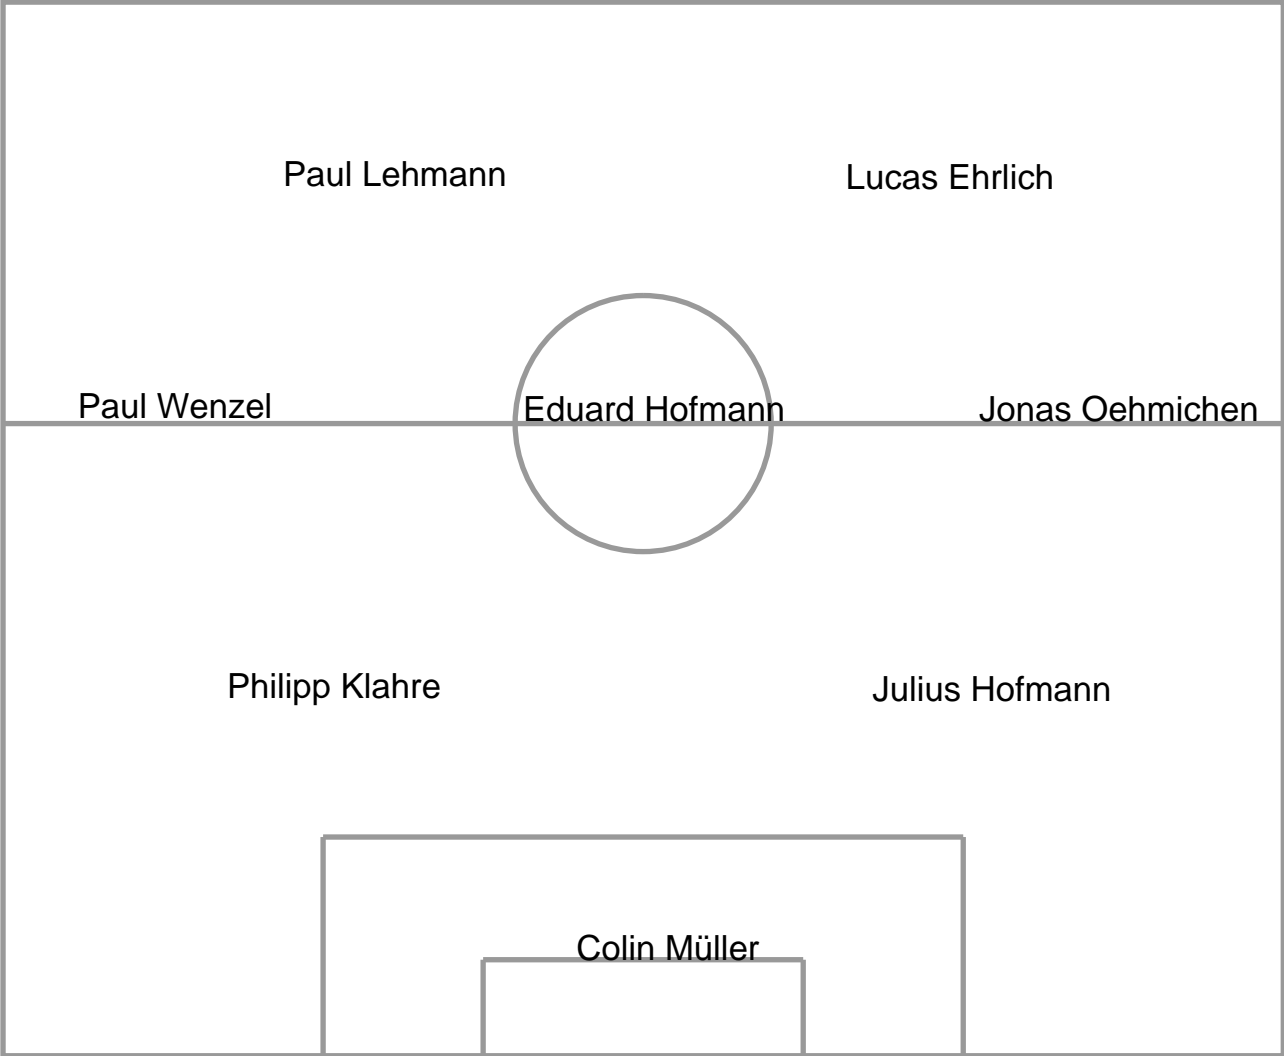 Paul Lehmann
Lucas Ehrlich
Paul Wenzel
Eduard Hofmann
Jonas Oehmichen
Philipp Klahre
Julius Hofmann
Colin Müller